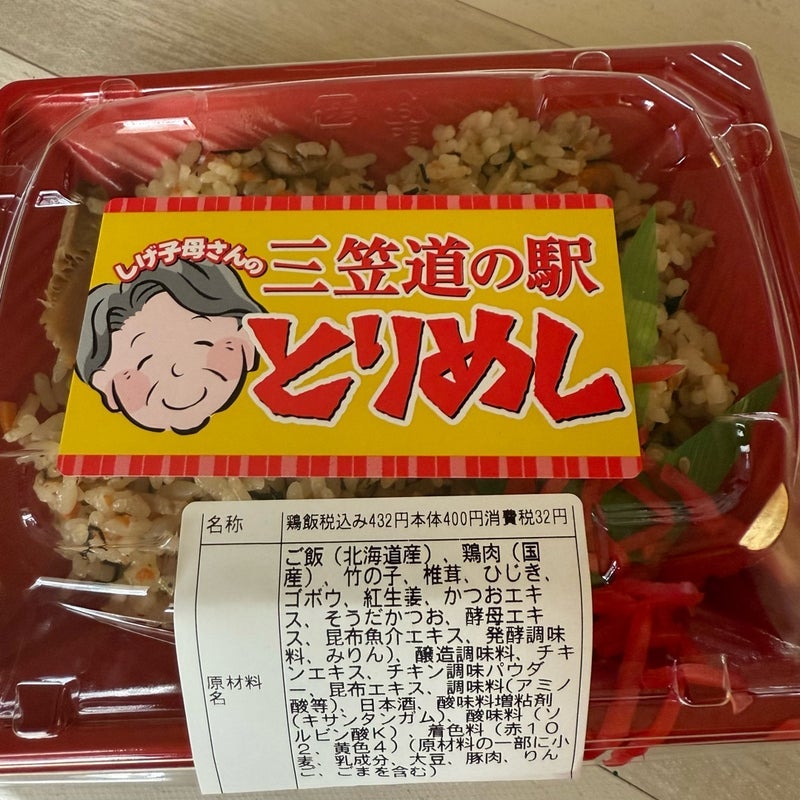 しげ子母さんの
三笠道の駅
とりめし
名称 鶏飯税込み432円本体400円消費税32円
原材料名
ご飯（北海道産）、鶏肉（国
産）、竹の子、椎茸、ひじき、
ゴボウ、紅生姜、かつおエキ
ス、そうだかつお、酵母エキ
ス、昆布魚介エキス、発酵調味
料、みりん）、醸造調味料、チキ
ンエキス、チキン調味パウダ
ー、昆布エキス、調味料(アミノ
酸等)、日本酒、酸味料増粘剤
(キサンタンガム)、酸味料（ソ
ルビン酸K）、着色料（赤１０
２、黄色４）（原材料の一部に小
麦、乳成分、大豆、豚肉、りん
ご、ごまを含む）